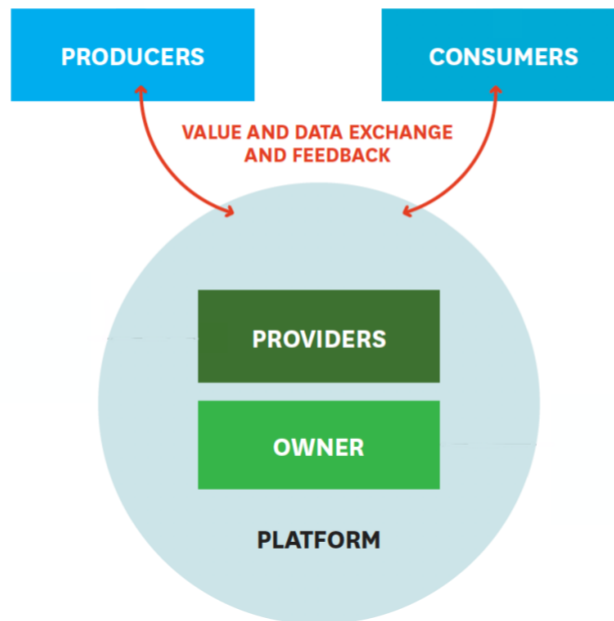 PRODUCERS
CONSUMERS
VALUE AND DATA EXCHANGE
AND FEEDBACK
PROVIDERS
OWNER
PLATFORM